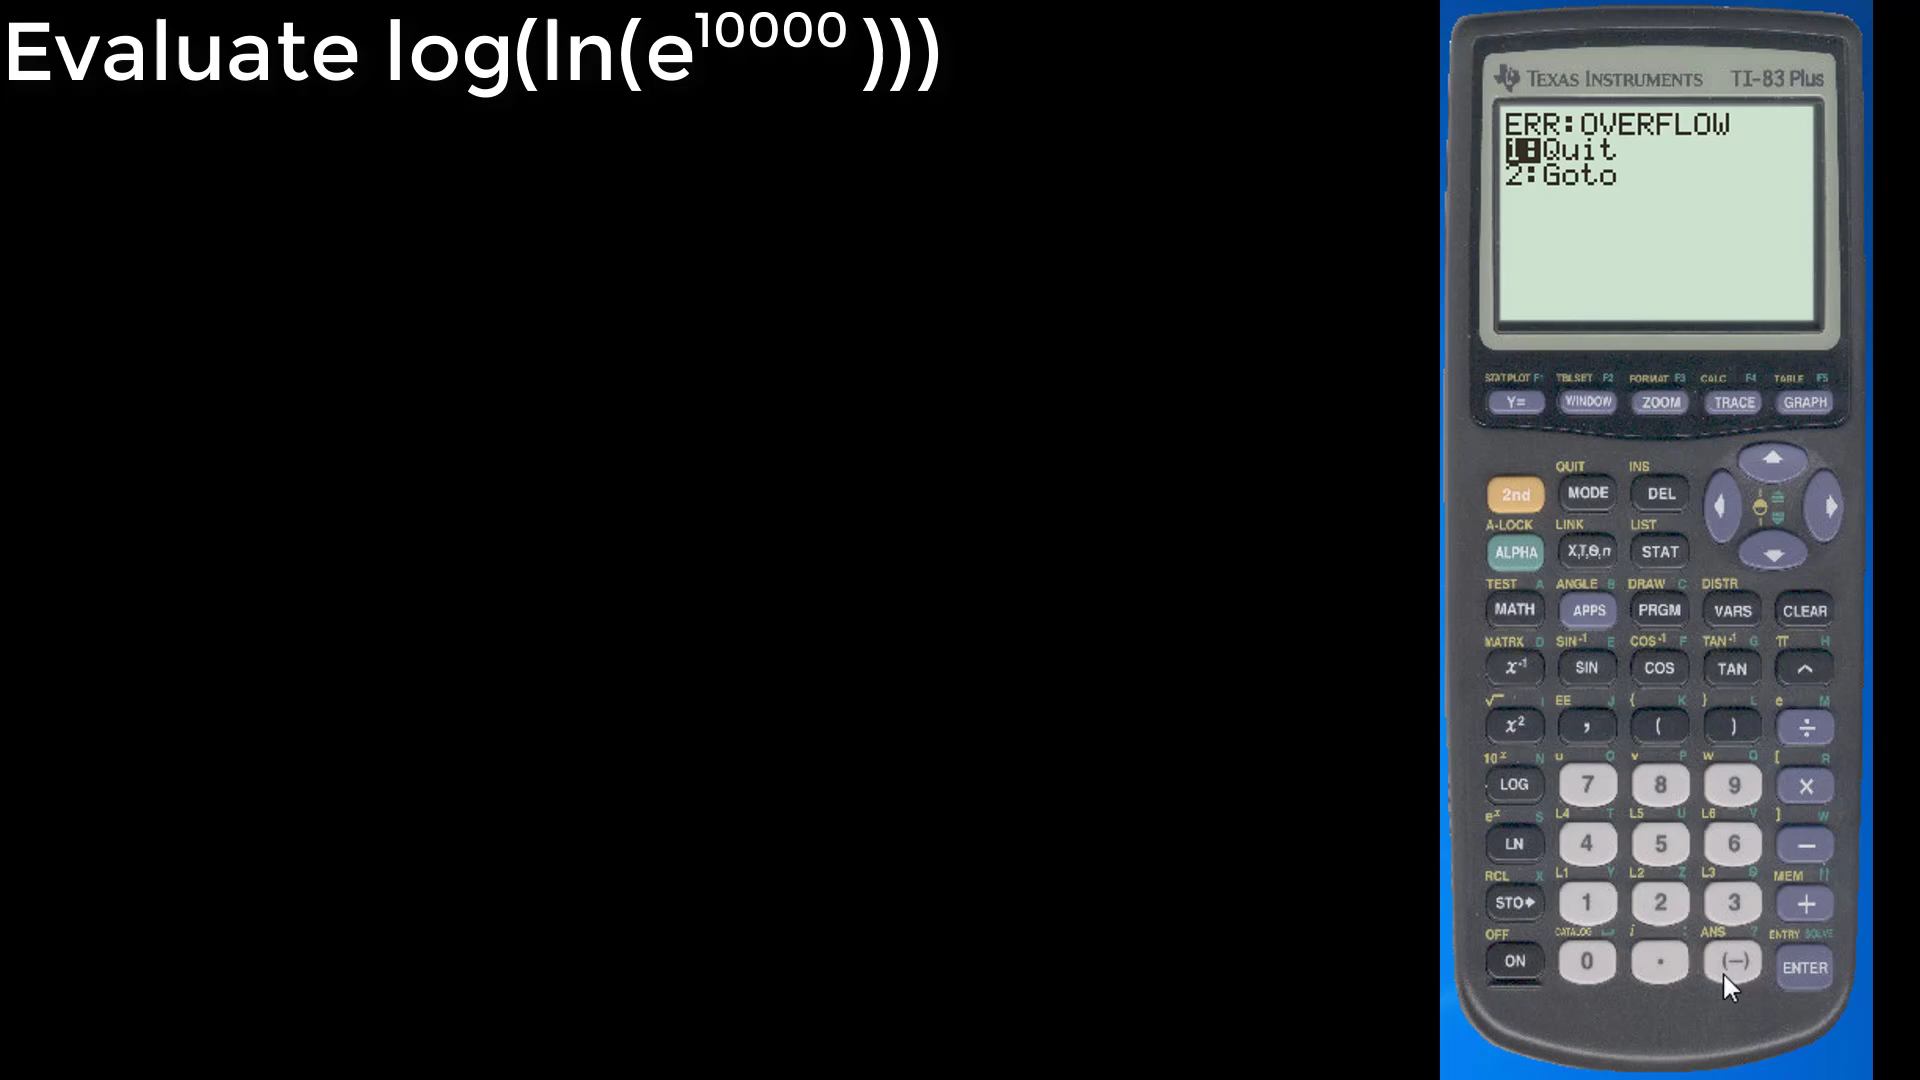 Evaluate log(ln(e^10000 )))
TEXAS INSTRUMENTS TI-83 Plus
ERR:OVERFLOW
1:Quit
2:Goto
STAT PLOT F1 TBLSET F2 FORMAT F3 CALC F4 TABLE F5
Y= WINDOW ZOOM TRACE GRAPH
QUIT INS
2nd MODE DEL
A-LOCK LINK LIST
ALPHA X,T,Θ,n STAT
TEST A ANGLE B DRAW C DISTR
MATH APPS PRGM VARS CLEAR
MATRX D SIN⁻¹ E COS⁻¹ F TAN⁻¹ G π H
x⁻¹ SIN COS TAN ^
√ I EE J { K } L e M
x² , ( ) ÷
10ˣ N u O v P w Q [ R
LOG 7 8 9 ×
eˣ S L4 T L5 U L6 V ] W
LN 4 5 6 −
RCL X L1 Y L2 Z L3 θ MEM "
STO▸ 1 2 3 +
OFF CATALOG i : ANS ? ENTRY SOLVE
ON 0 . (−) ENTER